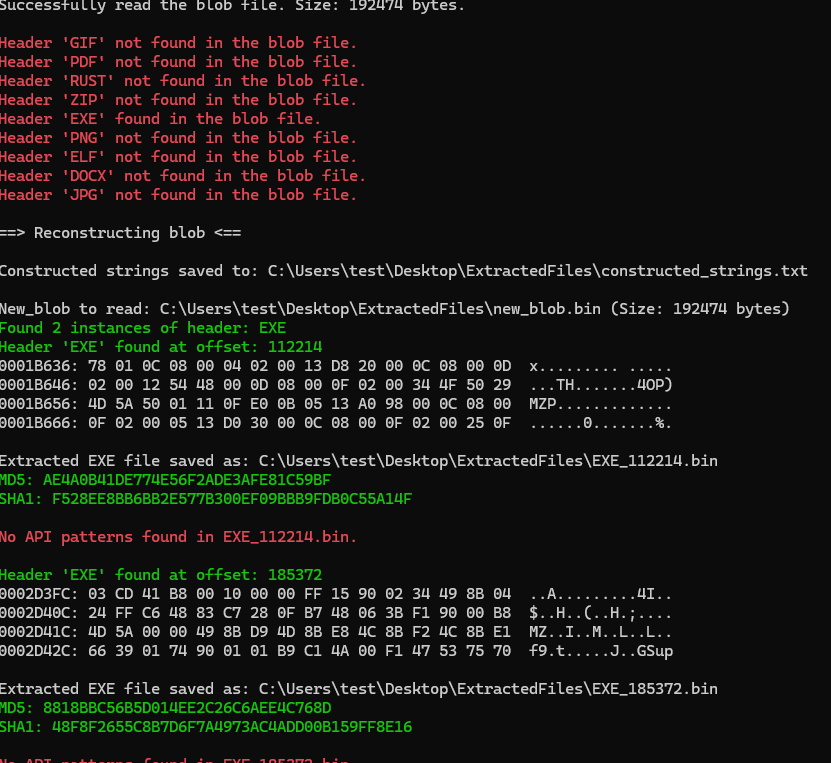 Successfully read the blob file. Size: 192474 bytes.
Header 'GIF' not found in the blob file.
Header 'PDF' not found in the blob file.
Header 'RUST' not found in the blob file.
Header 'ZIP' not found in the blob file.
Header 'EXE' found in the blob file.
Header 'PNG' not found in the blob file.
Header 'ELF' not found in the blob file.
Header 'DOCX' not found in the blob file.
Header 'JPG' not found in the blob file.
==> Reconstructing blob <==
Constructed strings saved to: C:\Users\test\Desktop\ExtractedFiles\constructed_strings.txt
New_blob to read: C:\Users\test\Desktop\ExtractedFiles\new_blob.bin (Size: 192474 bytes)
Found 2 instances of header: EXE
Header 'EXE' found at offset: 112214
0001B636: 78 01 0C 08 00 04 02 00 13 D8 20 00 0C 08 00 0D  x......... .....
0001B646: 02 00 12 54 48 00 0D 08 00 0F 02 00 34 4F 50 29  ...TH.......4OP)
0001B656: 4D 5A 50 01 11 0F E0 0B 05 13 A0 98 00 0C 08 00  MZP.............
0001B666: 0F 02 00 05 13 D0 30 00 0C 08 00 0F 02 00 25 0F  ......0.......%.
Extracted EXE file saved as: C:\Users\test\Desktop\ExtractedFiles\EXE_112214.bin
MD5: AE4A0B41DE774E56F2ADE3AFE81C59BF
SHA1: F528EE8BB6BB2E577B300EF09BBB9FDB0C55A14F
No API patterns found in EXE_112214.bin.
Header 'EXE' found at offset: 185372
0002D3FC: 03 CD 41 B8 00 10 00 00 FF 15 90 02 34 49 8B 04  ..A.........4I..
0002D40C: 24 FF C6 48 83 C7 28 0F B7 48 06 3B F1 90 00 B8  $..H..(..H.;....
0002D41C: 4D 5A 00 00 49 8B D9 4D 8B E8 4C 8B F2 4C 8B E1  MZ..I..M..L..L..
0002D42C: 66 39 01 74 90 01 01 B9 C1 4A 00 F1 47 53 75 70  f9.t.....J..GSup
Extracted EXE file saved as: C:\Users\test\Desktop\ExtractedFiles\EXE_185372.bin
MD5: 8818BBC56B5D014EE2C26C6AEE4C768D
SHA1: 48F8F2655C8B7D6F7A4973AC4ADD00B159FF8E16
No API patterns found in EXE_185372.bin.